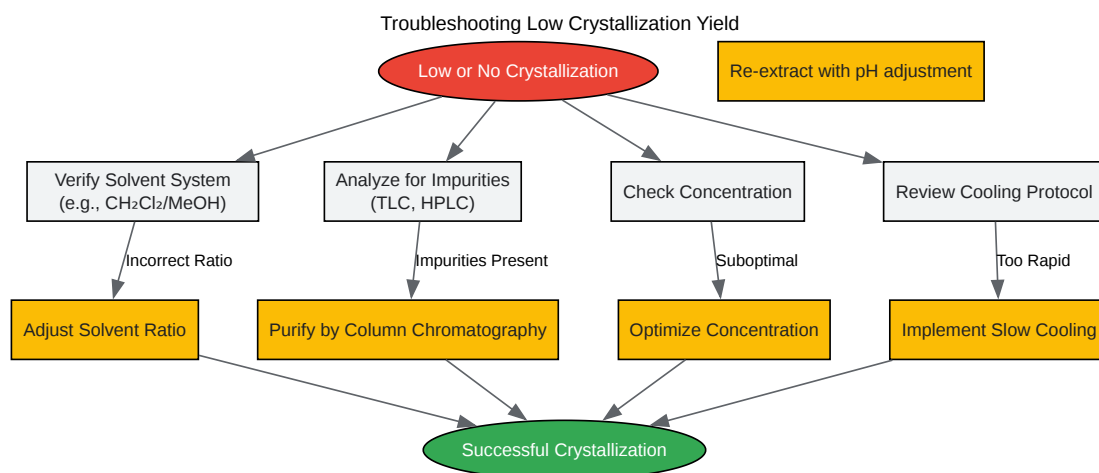 Troubleshooting Low Crystallization Yield
Low or No Crystallization
Re-extract with pH adjustment
Verify Solvent System
(e.g., CH₂Cl₂/MeOH)
Analyze for Impurities
(TLC, HPLC)
Check Concentration
Review Cooling Protocol
Incorrect Ratio
Impurities Present
Suboptimal
Too Rapid
Adjust Solvent Ratio
Purify by Column Chromatography
Optimize Concentration
Implement Slow Cooling
Successful Crystallization